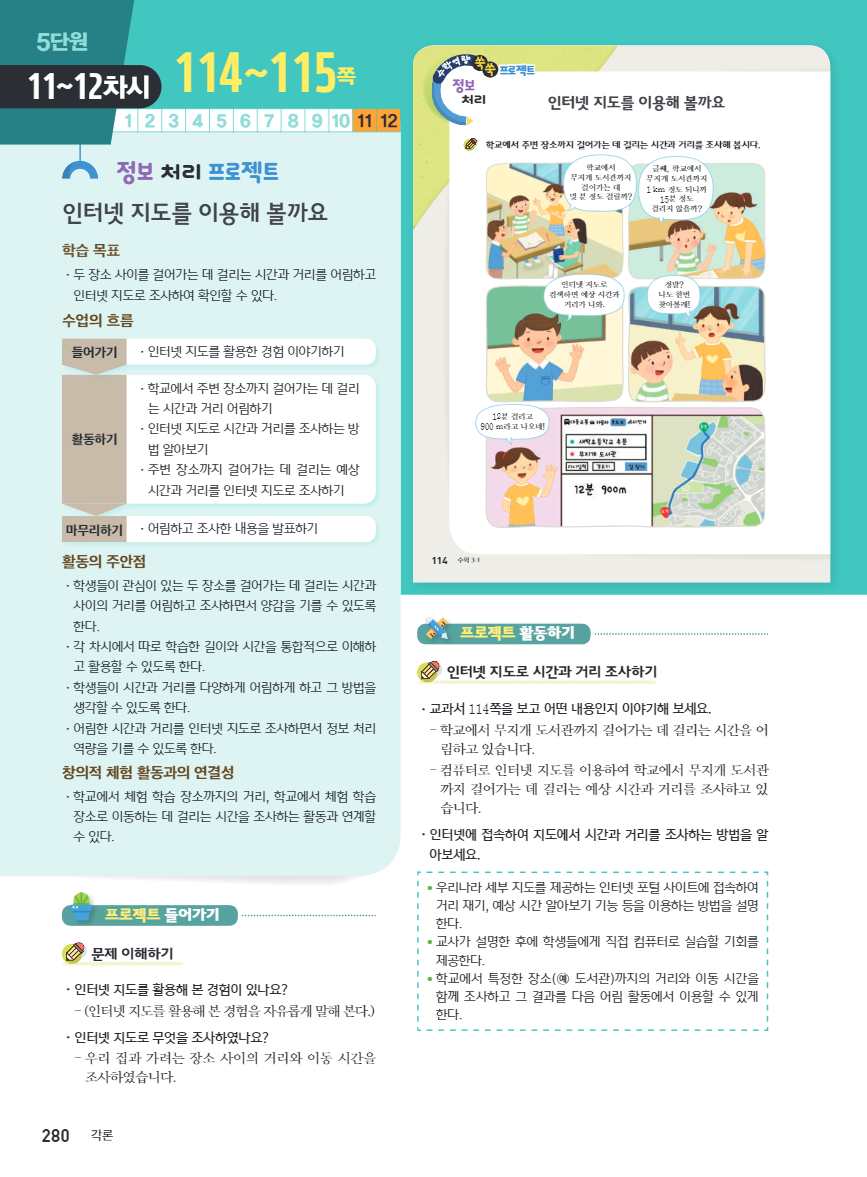 5단원
11~12차시
114~115쪽
1 2 3 4 5 6 7 8 9 10 11 12
정보 처리 프로젝트
인터넷 지도를 이용해 볼까요
학습 목표
· 두 장소 사이를 걸어가는 데 걸리는 시간과 거리를 어림하고
인터넷 지도로 조사하여 확인할 수 있다.
수업의 흐름
들어가기
· 인터넷 지도를 활용한 경험 이야기하기
활동하기
· 학교에서 주변 장소까지 걸어가는 데 걸리
는 시간과 거리 어림하기
· 인터넷 지도로 시간과 거리를 조사하는 방
법 알아보기
· 주변 장소까지 걸어가는 데 걸리는 예상
시간과 거리를 인터넷 지도로 조사하기
마무리하기
· 어림하고 조사한 내용을 발표하기
활동의 주안점
· 학생들이 관심이 있는 두 장소를 걸어가는 데 걸리는 시간과
사이의 거리를 어림하고 조사하면서 양감을 기를 수 있도록
한다.
· 각 차시에서 따로 학습한 길이와 시간을 통합적으로 이해하
고 활용할 수 있도록 한다.
· 학생들이 시간과 거리를 다양하게 어림하게 하고 그 방법을
생각할 수 있도록 한다.
· 어림한 시간과 거리를 인터넷 지도로 조사하면서 정보 처리
역량을 기를 수 있도록 한다.
창의적 체험 활동과의 연결성
· 학교에서 체험 학습 장소까지의 거리, 학교에서 체험 학습
장소로 이동하는 데 걸리는 시간을 조사하는 활동과 연계할
수 있다.
프로젝트 들어가기
문제 이해하기
· 인터넷 지도를 활용해 본 경험이 있나요?
– (인터넷 지도를 활용해 본 경험을 자유롭게 말해 본다.)
· 인터넷 지도로 무엇을 조사하였나요?
– 우리 집과 가려는 장소 사이의 거리와 이동 시간을
조사하였습니다.
280 각론
수학 역량 쑥쑥 프로젝트
정보
처리
인터넷 지도를 이용해 볼까요
학교에서 주변 장소까지 걸어가는 데 걸리는 시간과 거리를 조사해 봅시다.
학교에서
무지개 도서관까지
걸어가는 데
몇 분 정도 걸릴까?
글쎄, 학교에서
무지개 도서관까지
1 km 정도 되니까
15분 정도
걸리지 않을까?
인터넷 지도로
검색하면 예상 시간과
거리가 나와.
정말?
나도 한번
찾아볼래!
12분 걸리고
900 m라고 나오네!
대중교통 자동차 도보 자전거
새싹초등학교 후문
무지개 도서관
다시입력 경유지 길찾기
12분 900m
114 수학 3-1
프로젝트 활동하기
인터넷 지도로 시간과 거리 조사하기
· 교과서 114쪽을 보고 어떤 내용인지 이야기해 보세요.
– 학교에서 무지개 도서관까지 걸어가는 데 걸리는 시간을 어
림하고 있습니다.
– 컴퓨터로 인터넷 지도를 이용하여 학교에서 무지개 도서관
까지 걸어가는 데 걸리는 예상 시간과 거리를 조사하고 있
습니다.
· 인터넷에 접속하여 지도에서 시간과 거리를 조사하는 방법을 알
아보세요.
• 우리나라 세부 지도를 제공하는 인터넷 포털 사이트에 접속하여
거리 재기, 예상 시간 알아보기 기능 등을 이용하는 방법을 설명
한다.
• 교사가 설명한 후에 학생들에게 직접 컴퓨터로 실습할 기회를
제공한다.
• 학교에서 특정한 장소(예 도서관)까지의 거리와 이동 시간을
함께 조사하고 그 결과를 다음 어림 활동에서 이용할 수 있게
한다.